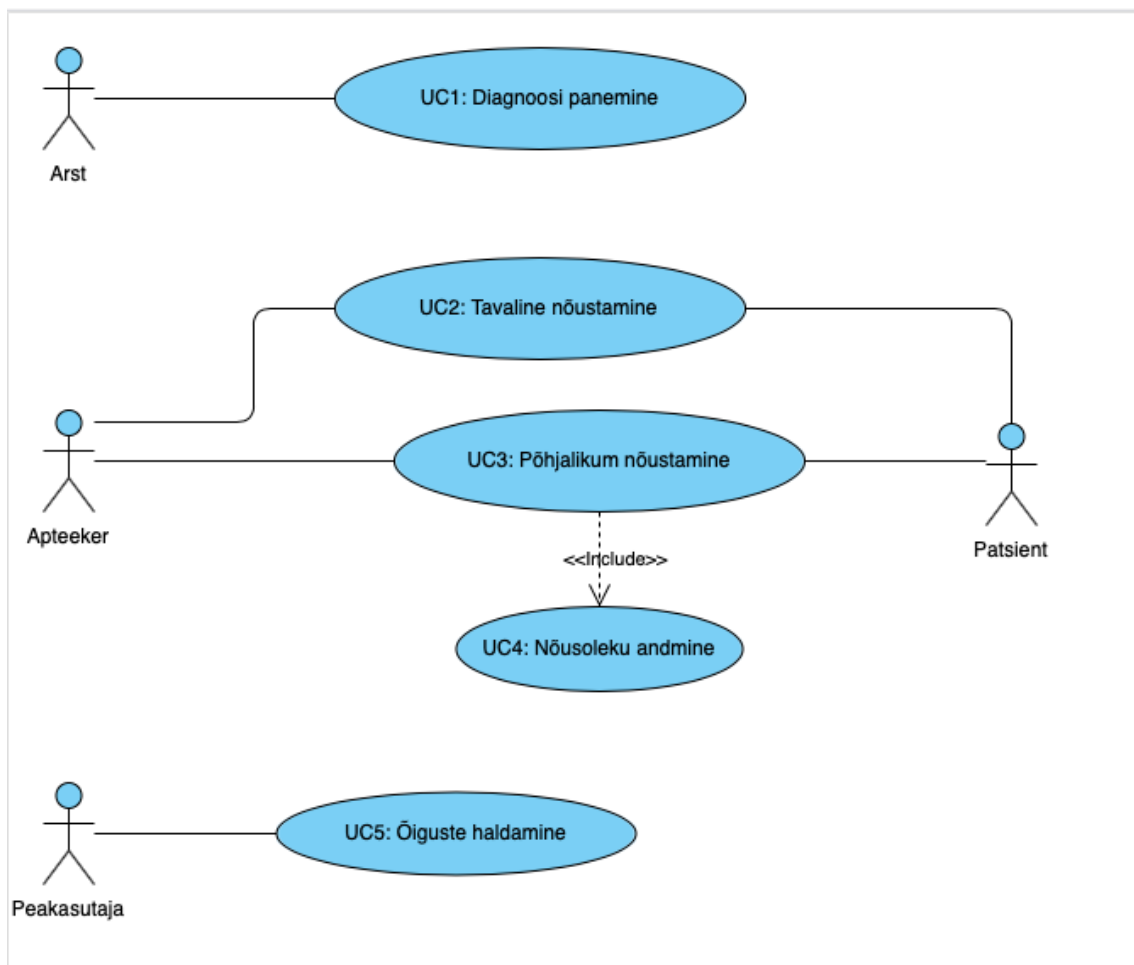 UC1: Diagnoosi panemine
Arst
UC2: Tavaline nõustamine
UC3: Põhjalikum nõustamine
Apteeker
Patsient
<<Include>>
UC4: Nõusoleku andmine
UC5: Õiguste haldamine
Peakasutaja